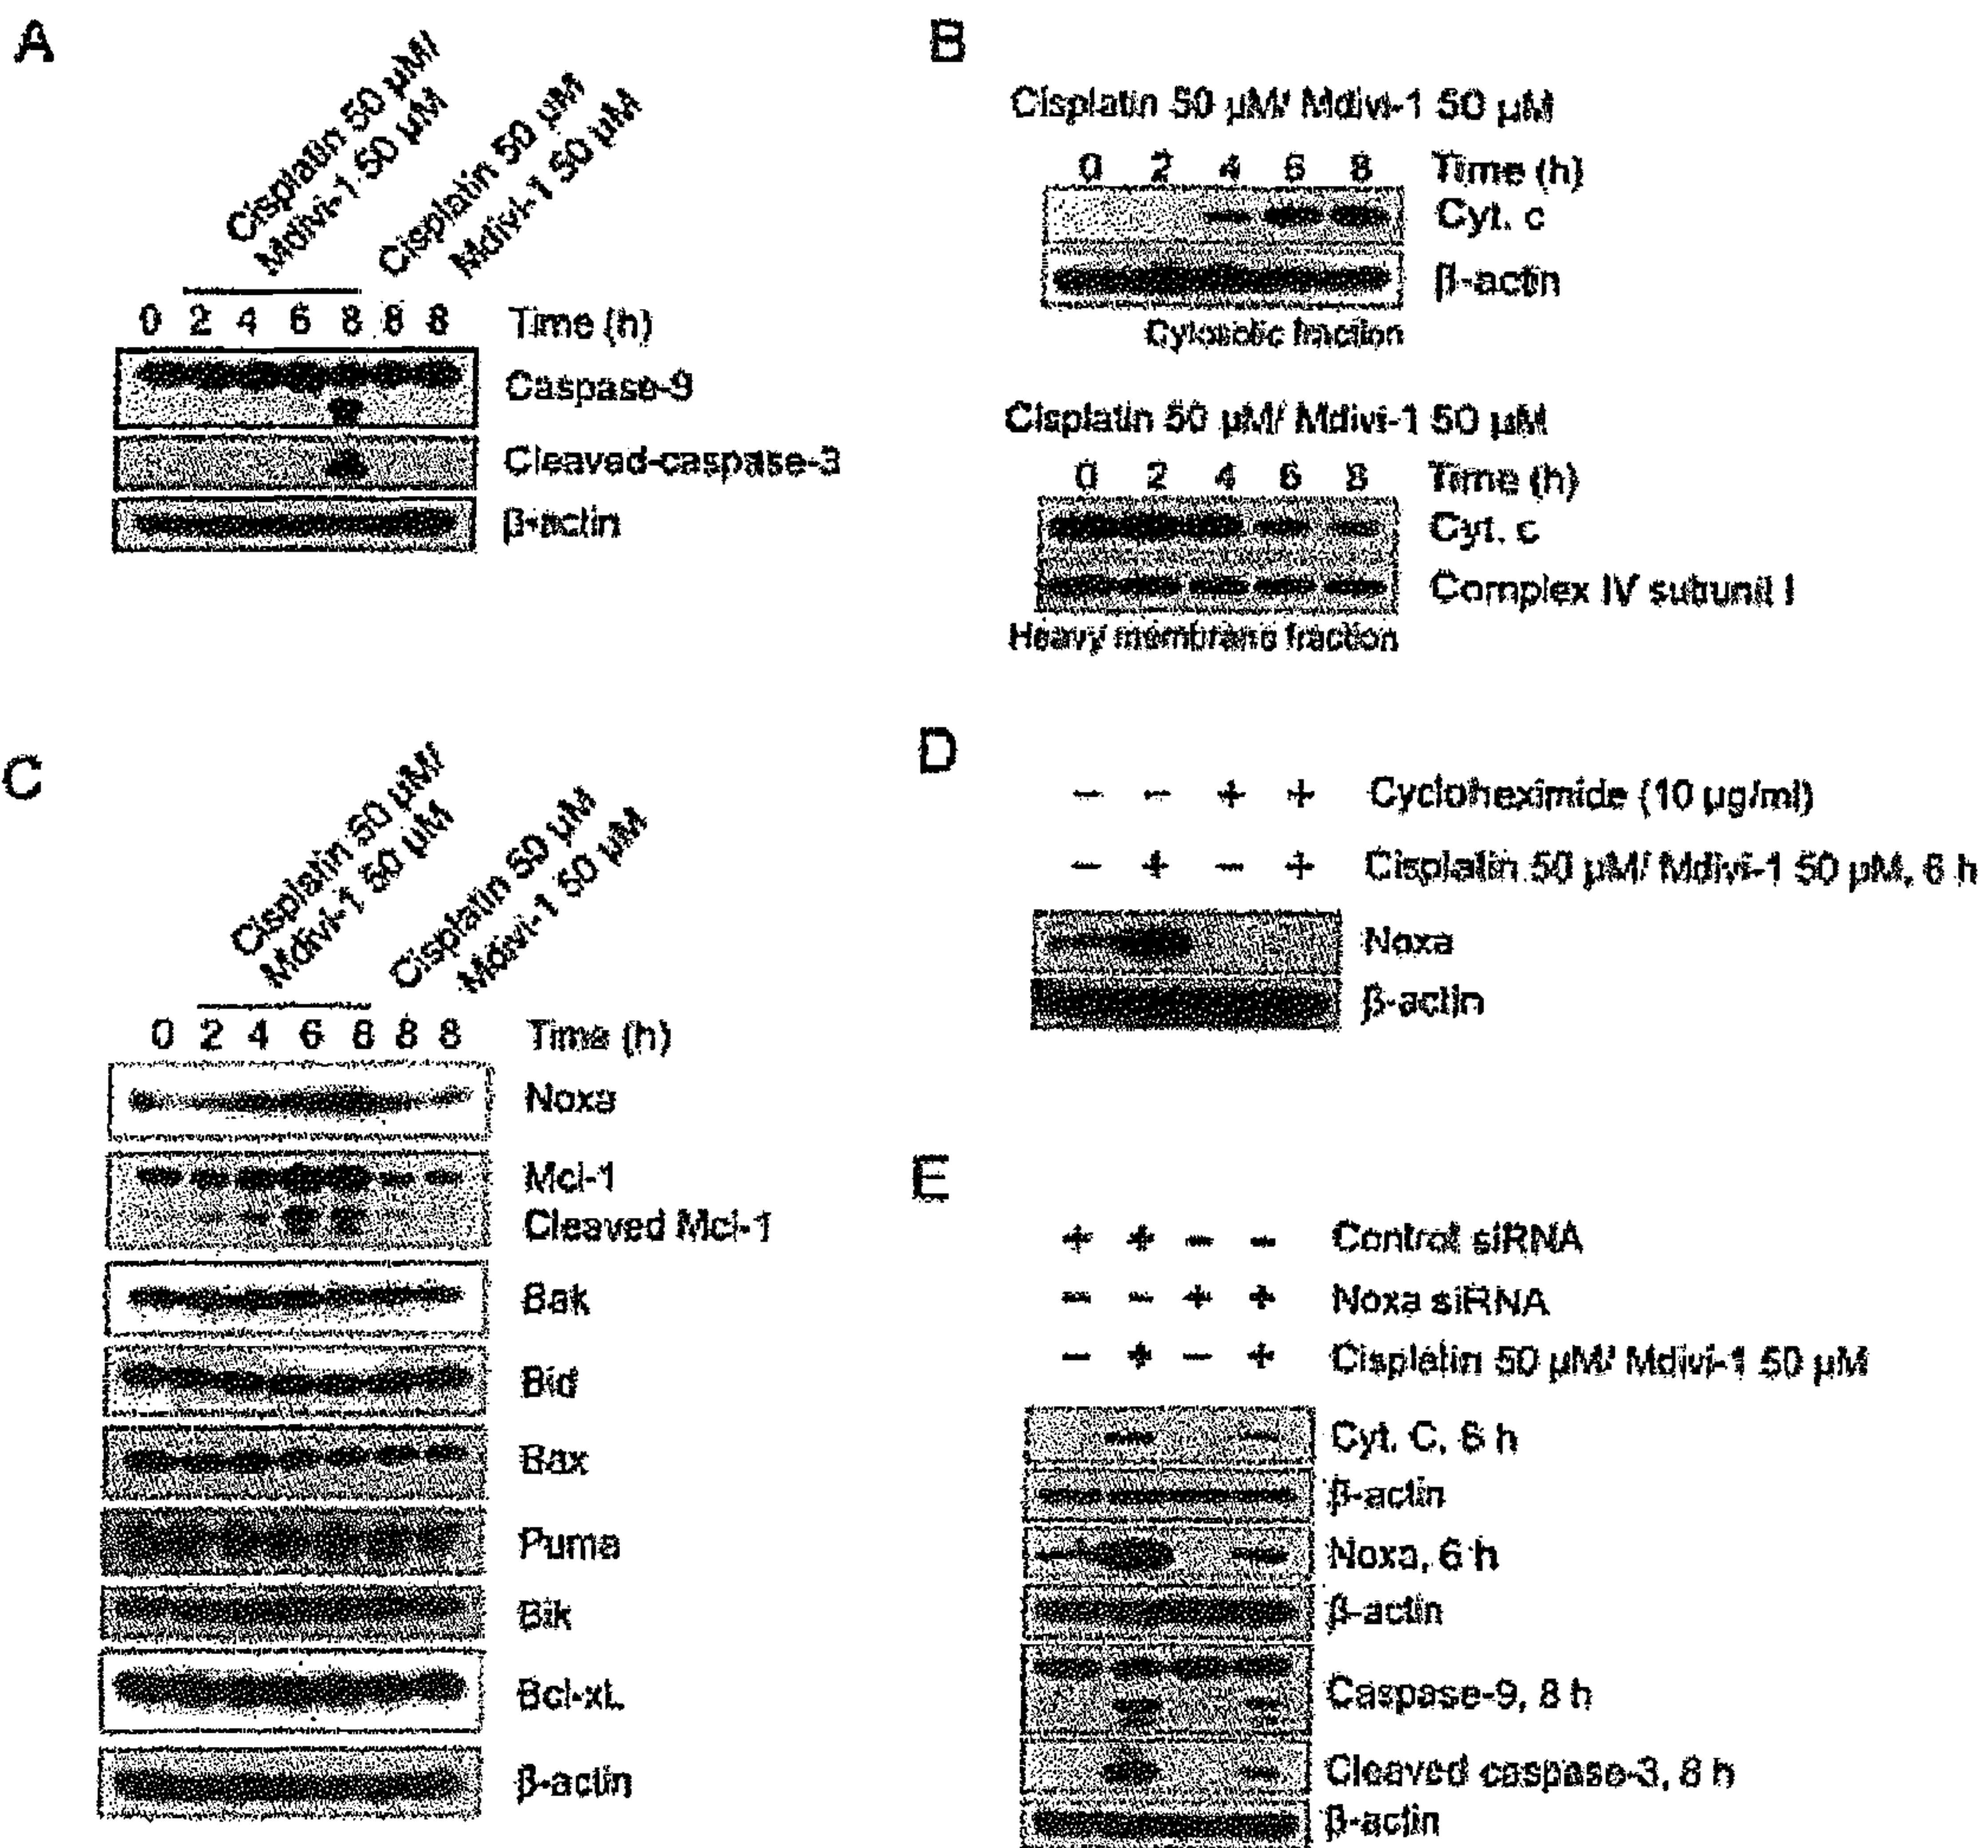 A
Cisplatin 50 µM/
Mdivi-1 50 µM
Cisplatin 50 µM
Mdivi-1 50 µM
0 2 4 6 8 8 8 Time (h)
Caspase-9
Cleaved-caspase-3
β-actin
B
Cisplatin 50 µM/ Mdivi-1 50 µM
0 2 4 6 8 Time (h)
Cyt. c
β-actin
Cytosolic fraction
Cisplatin 50 µM/ Mdivi-1 50 µM
0 2 4 6 8 Time (h)
Cyt. c
Complex IV subunit I
Heavy membrane fraction
C
Cisplatin 50 µM/
Mdivi-1 50 µM
Cisplatin 50 µM
Mdivi-1 50 µM
0 2 4 6 8 8 8 Time (h)
Noxa
Mcl-1
Cleaved Mcl-1
Bak
Bid
Bax
Puma
Bik
Bcl-xL
β-actin
D
− − + + Cycloheximide (10 µg/ml)
− + − + Cisplatin 50 µM/ Mdivi-1 50 µM, 6 h
Noxa
β-actin
E
+ + − − Control siRNA
− − + + Noxa siRNA
− + − + Cisplatin 50 µM/ Mdivi-1 50 µM
Cyt. C, 6 h
β-actin
Noxa, 6 h
β-actin
Caspase-9, 8 h
Cleaved caspase-3, 8 h
β-actin